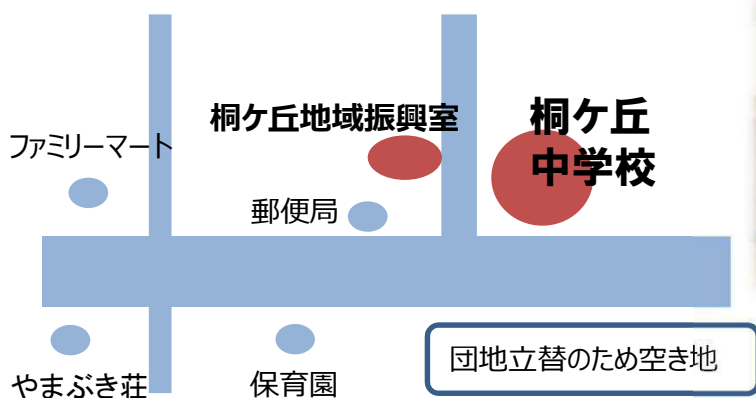 桐ケ丘地域振興室
桐ケ丘
中学校
ファミリーマート
郵便局
団地立替のため空き地
やまぶき荘
保育園